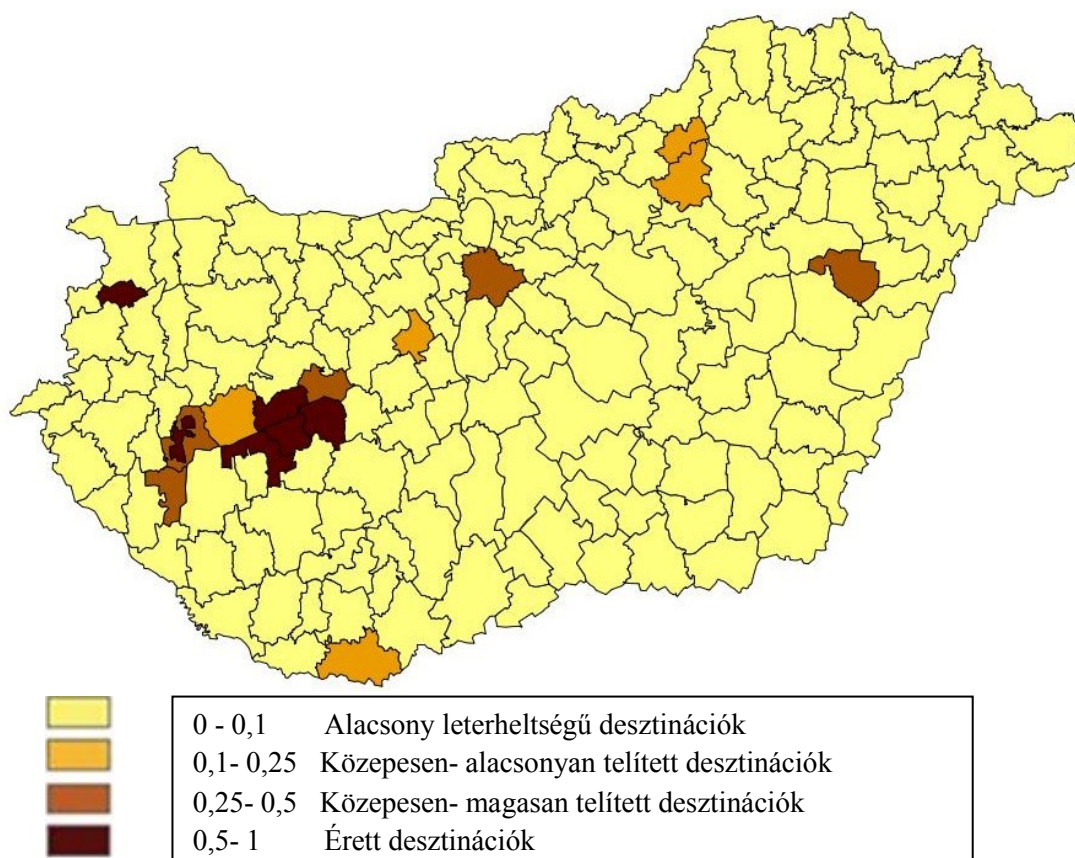 0 - 0,1 Alacsony leterheltségű desztinációk
0,1- 0,25 Közepesen- alacsonyan telített desztinációk
0,25- 0,5 Közepesen- magasan telített desztinációk
0,5- 1 Érett desztinációk